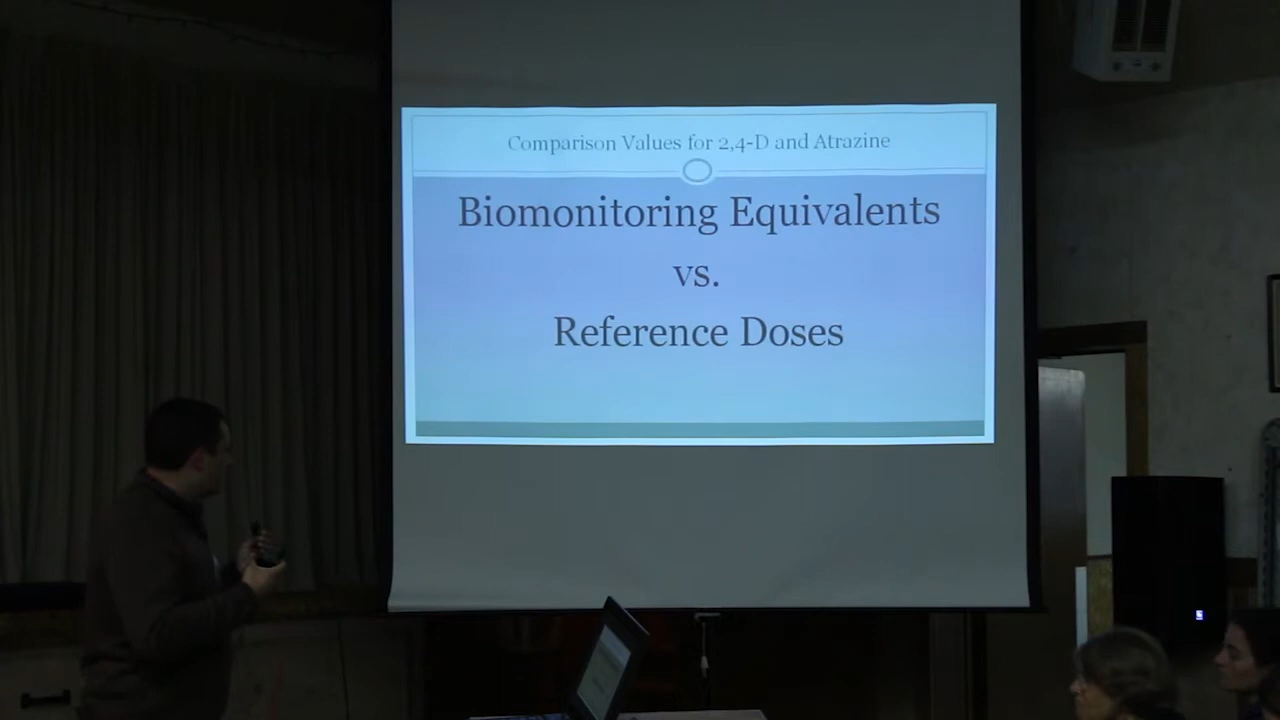 Comparison Values for 2,4-D and Atrazine
Biomonitoring Equivalents
vs.
Reference Doses